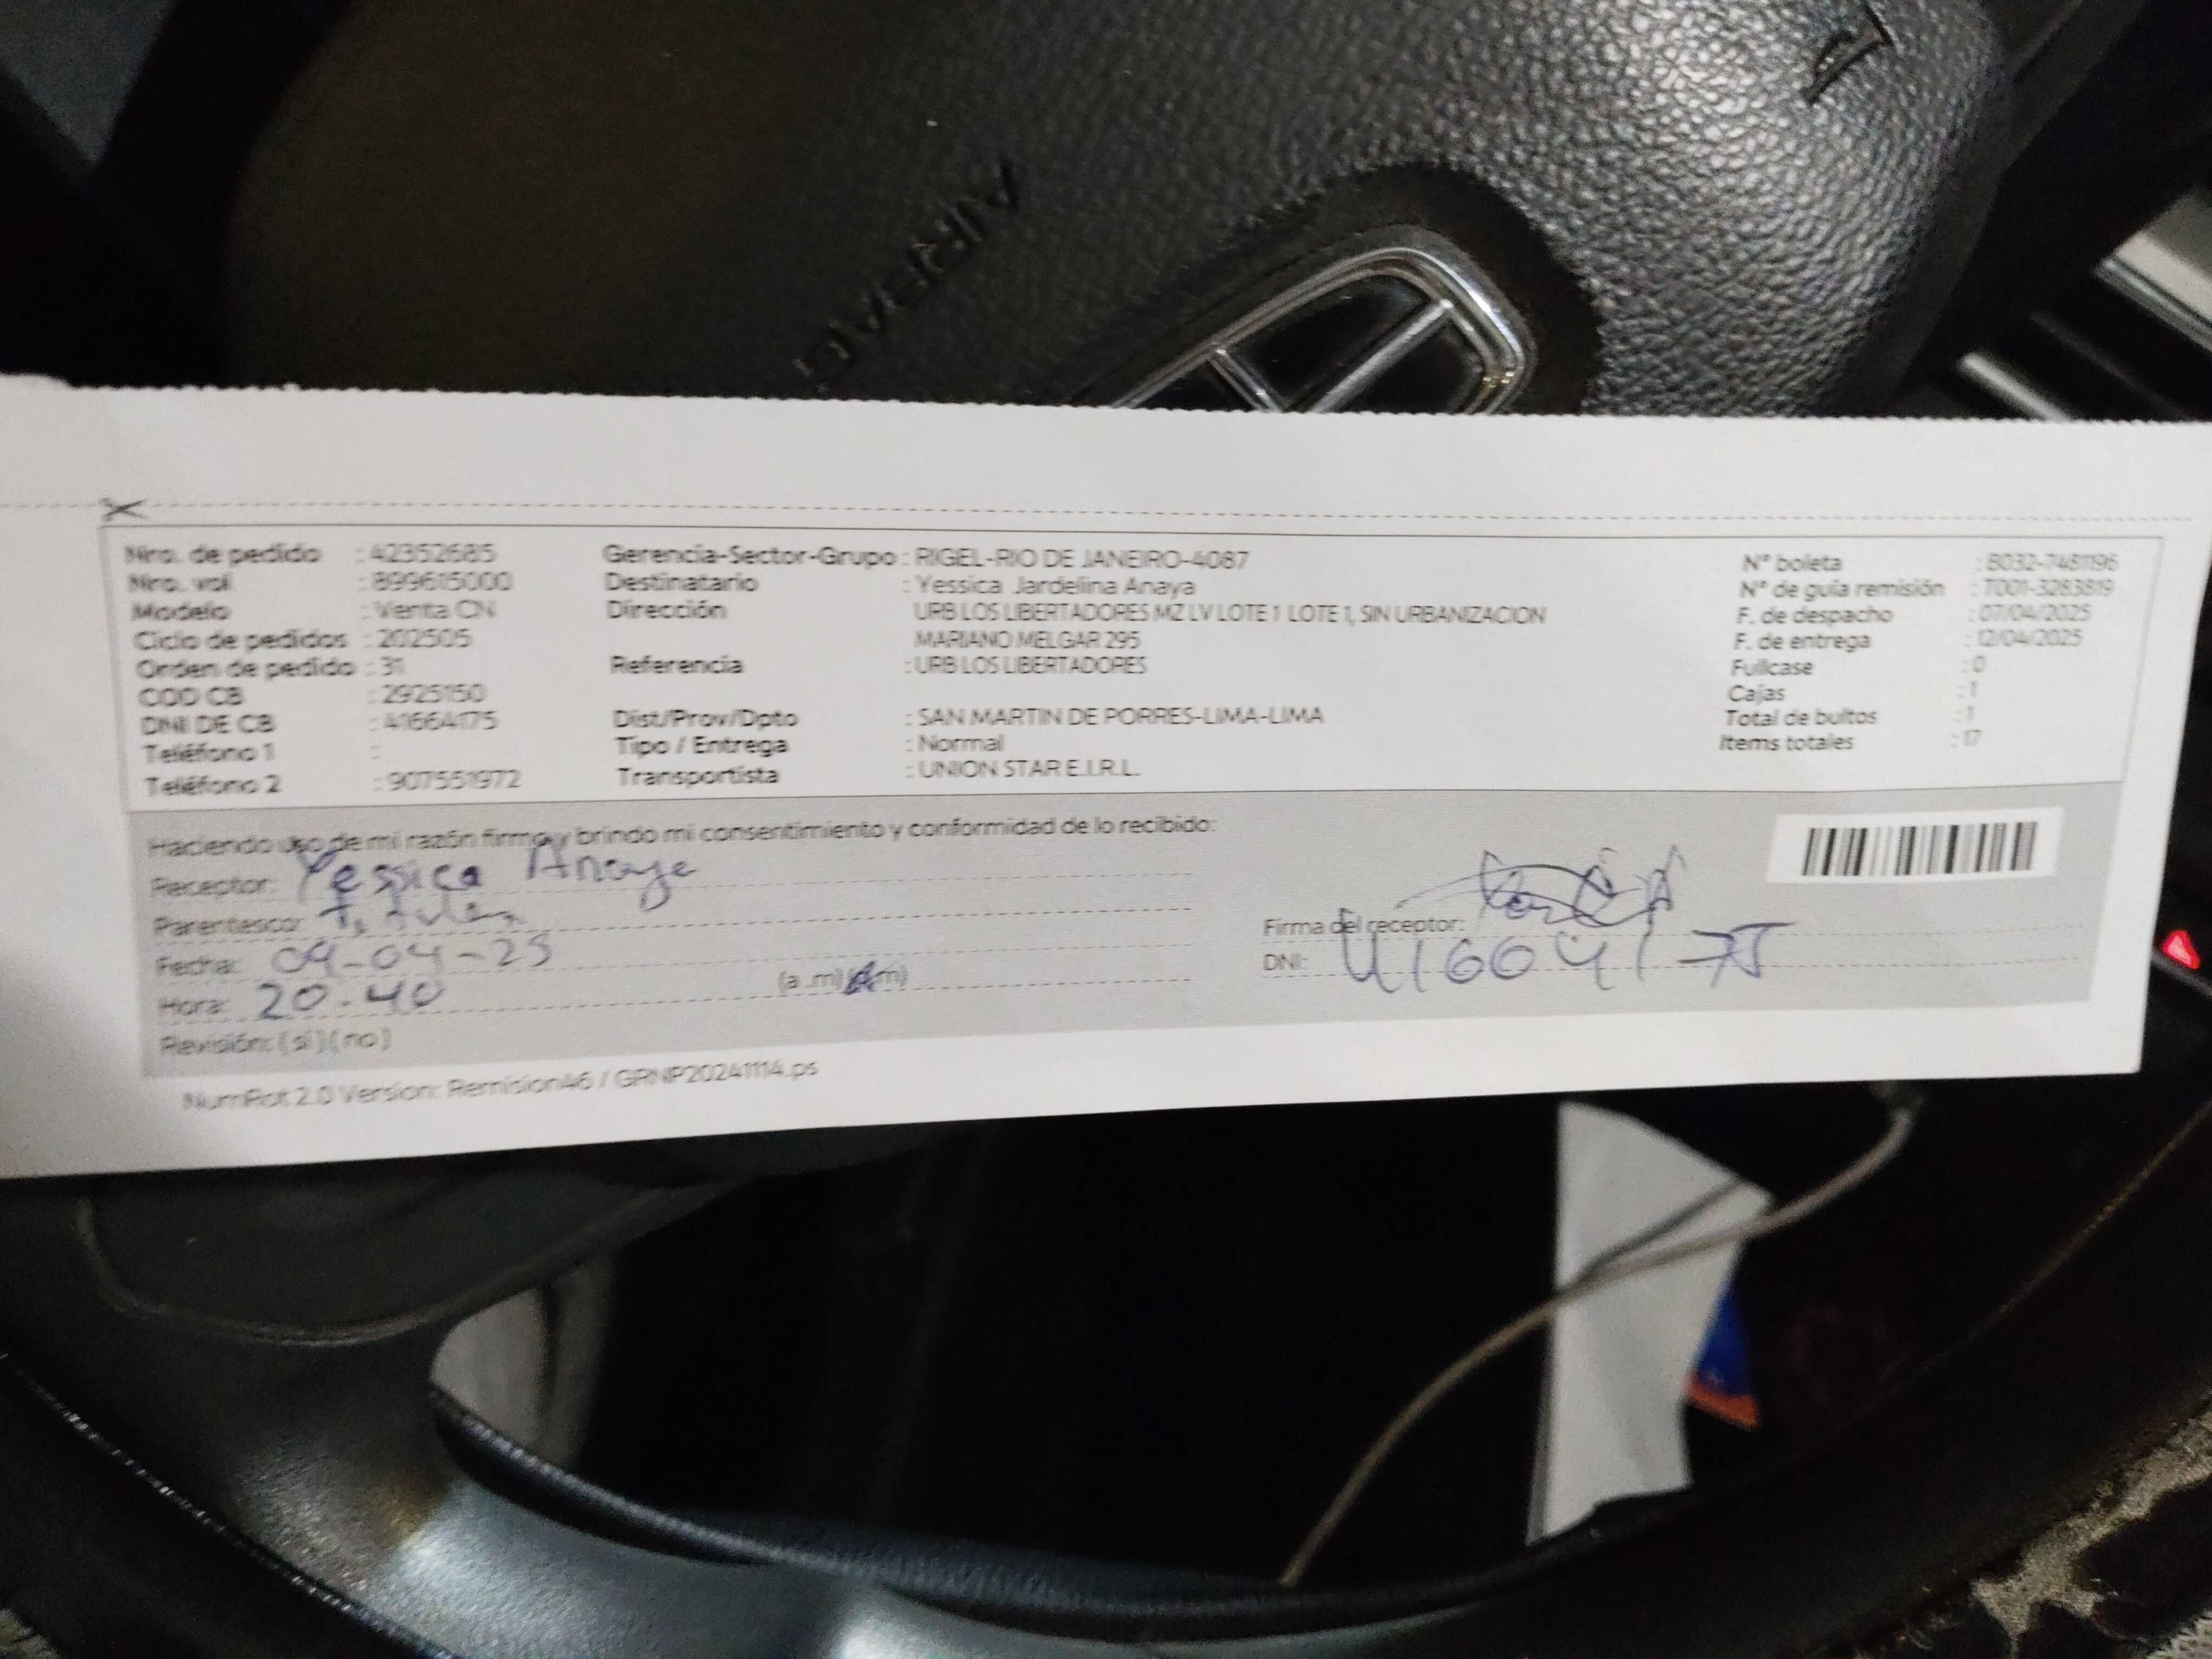 AIRBAG
Nro. de pedido : 42352685
Nro. vol : 899615000
Modelo : Venta CN
Ciclo de pedidos : 202505
Orden de pedido : 31
COD CB : 2925150
DNI DE CB : 41664175
Teléfono 1 :
Teléfono 2 : 907551972
Gerencia-Sector-Grupo : RIGEL-RIO DE JANEIRO-4087
Destinatario : Yessica Jardelina Anaya
Dirección URB LOS LIBERTADORES MZ LV LOTE 1 LOTE 1, SIN URBANIZACION
MARIANO MELGAR 295
Referencia : URB LOS LIBERTADORES
Dist/Prov/Dpto : SAN MARTIN DE PORRES-LIMA-LIMA
Tipo / Entrega : Normal
Transportista : UNION STAR E.I.R.L.
N° boleta : B032-7481196
N° de guía remisión : T001-3283819
F. de despacho : 07/04/2025
F. de entrega : 12/04/2025
Fullcase : 0
Cajas : 1
Total de bultos : 1
Items totales : 17
Haciendo uso de mi razón firmo y brindo mi consentimiento y conformidad de lo recibido:
Receptor: Yessica Anaya
Parentesco: Titular
Fecha: 09-04-25
Hora: 20-40 (a .m) (p.m)
Revisión: ( si ) ( no )
Firma del receptor:
DNI: 41664175
NumRot 2.0 Version: Remision46 / GRNP20241114.ps